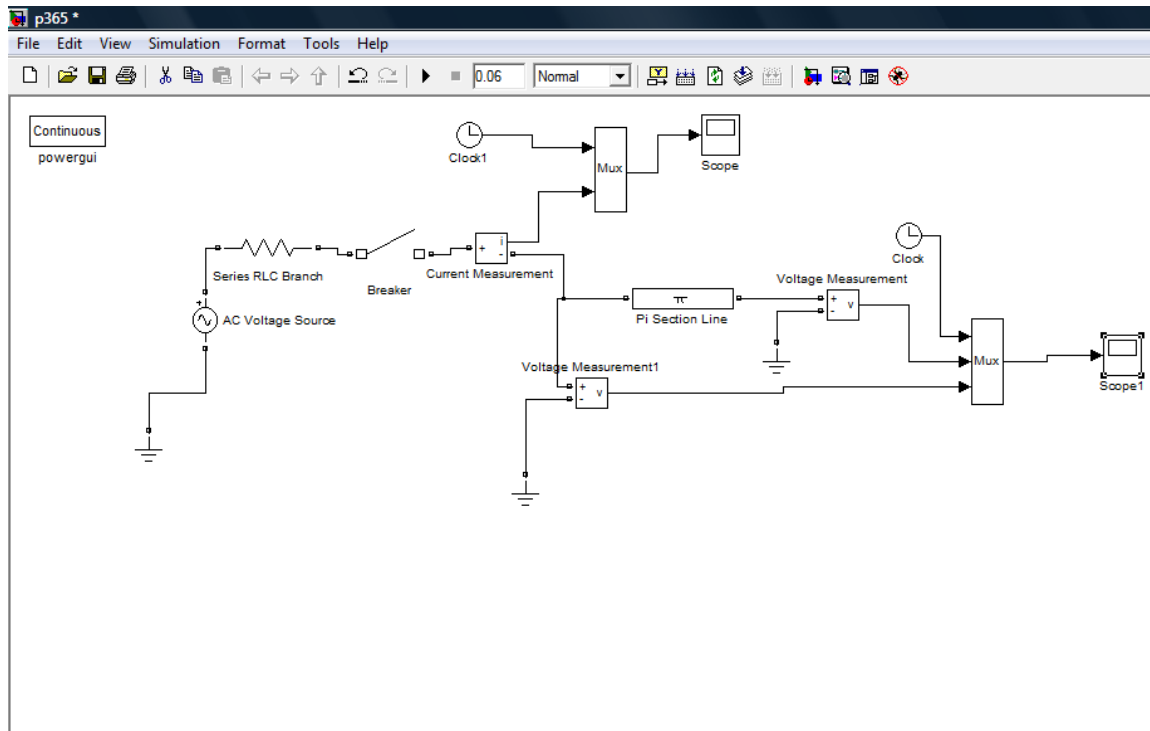 p365 *
File Edit View Simulation Format Tools Help
0.06 Normal
Continuous
powergui
Clock1
Mux
Scope
i
+
-
Series RLC Branch
Current Measurement
Breaker
Clock
Voltage Measurement
+
v
-
π
Pi Section Line
+
AC Voltage Source
Mux
Voltage Measurement1
+
v
-
Scope1